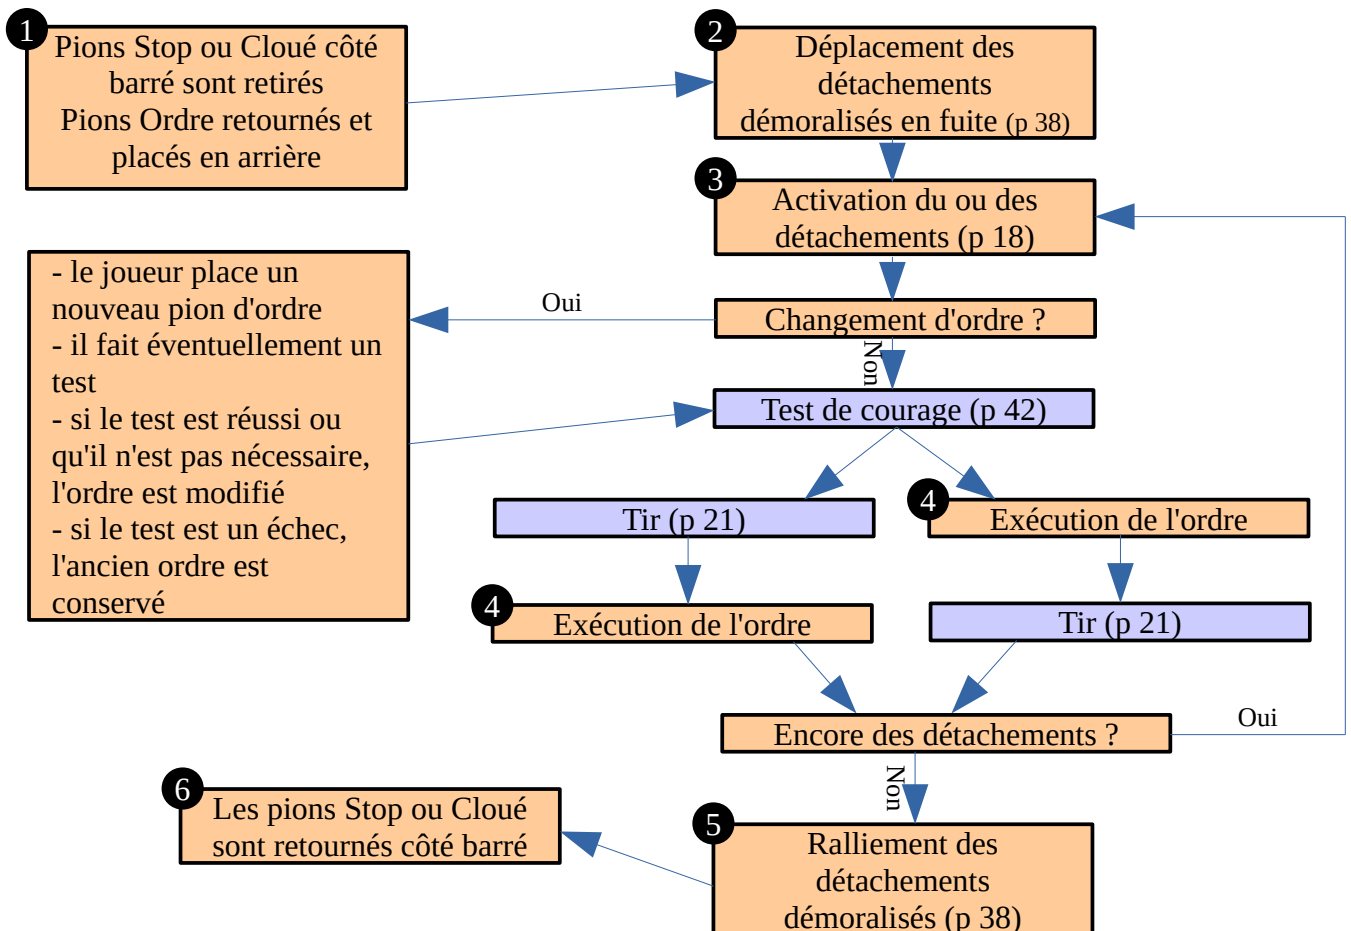 1
Pions Stop ou Cloué côté
barré sont retirés
Pions Ordre retournés et
placés en arrière
2
Déplacement des
détachements
démoralisés en fuite (p 38)
3
Activation du ou des
détachements (p 18)
Changement d'ordre ?
Oui
Non
- le joueur place un
nouveau pion d'ordre
- il fait éventuellement un
test
- si le test est réussi ou
qu'il n'est pas nécessaire,
l'ordre est modifié
- si le test est un échec,
l'ancien ordre est
conservé
Test de courage (p 42)
Tir (p 21)
4
Exécution de l'ordre
4
Exécution de l'ordre
Tir (p 21)
Encore des détachements ?
Oui
Non
5
Ralliement des
détachements
démoralisés (p 38)
6
Les pions Stop ou Cloué
sont retournés côté barré